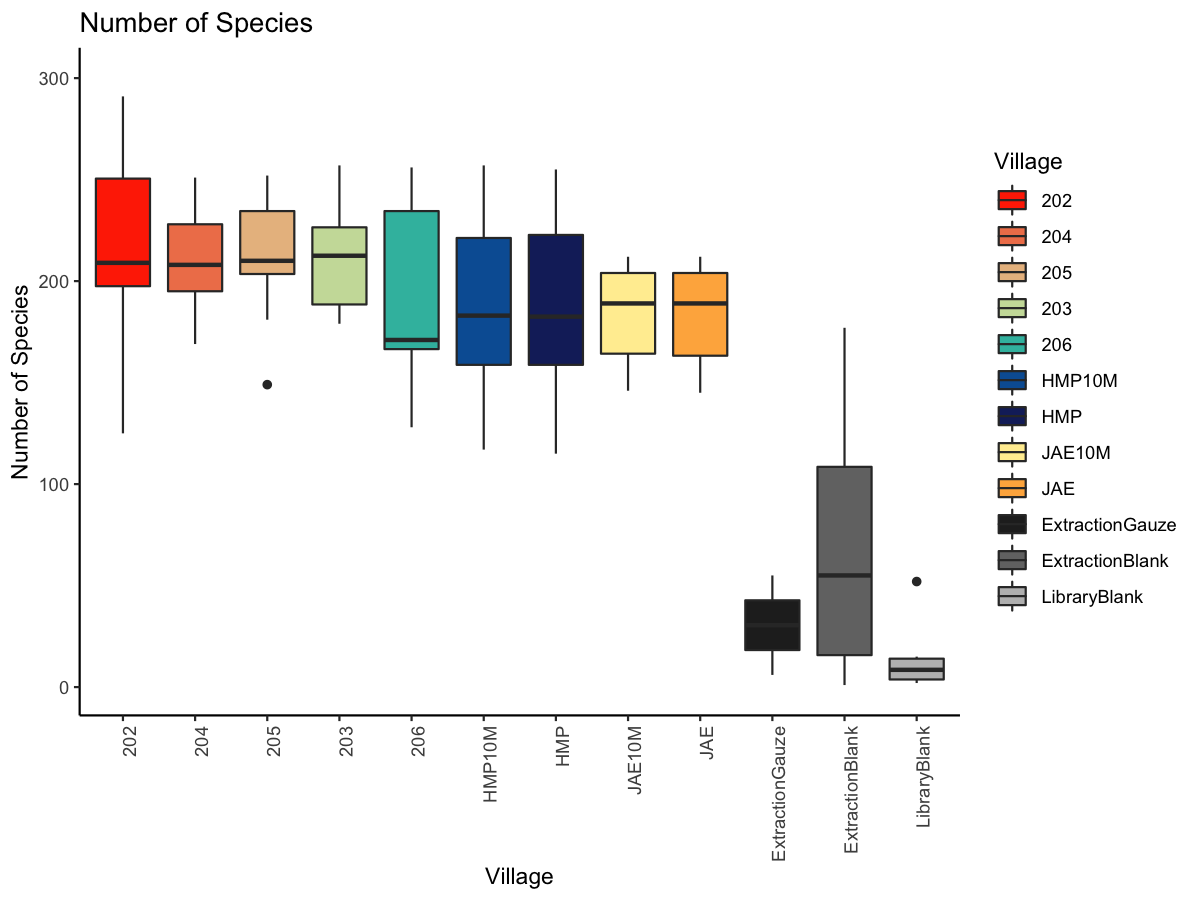 Number of Species
Number of Species
300
200
100
0
202
204
205
203
206
HMP10M
HMP
JAE10M
JAE
ExtractionGauze
ExtractionBlank
LibraryBlank
Village
Village
202
204
205
203
206
HMP10M
HMP
JAE10M
JAE
ExtractionGauze
ExtractionBlank
LibraryBlank